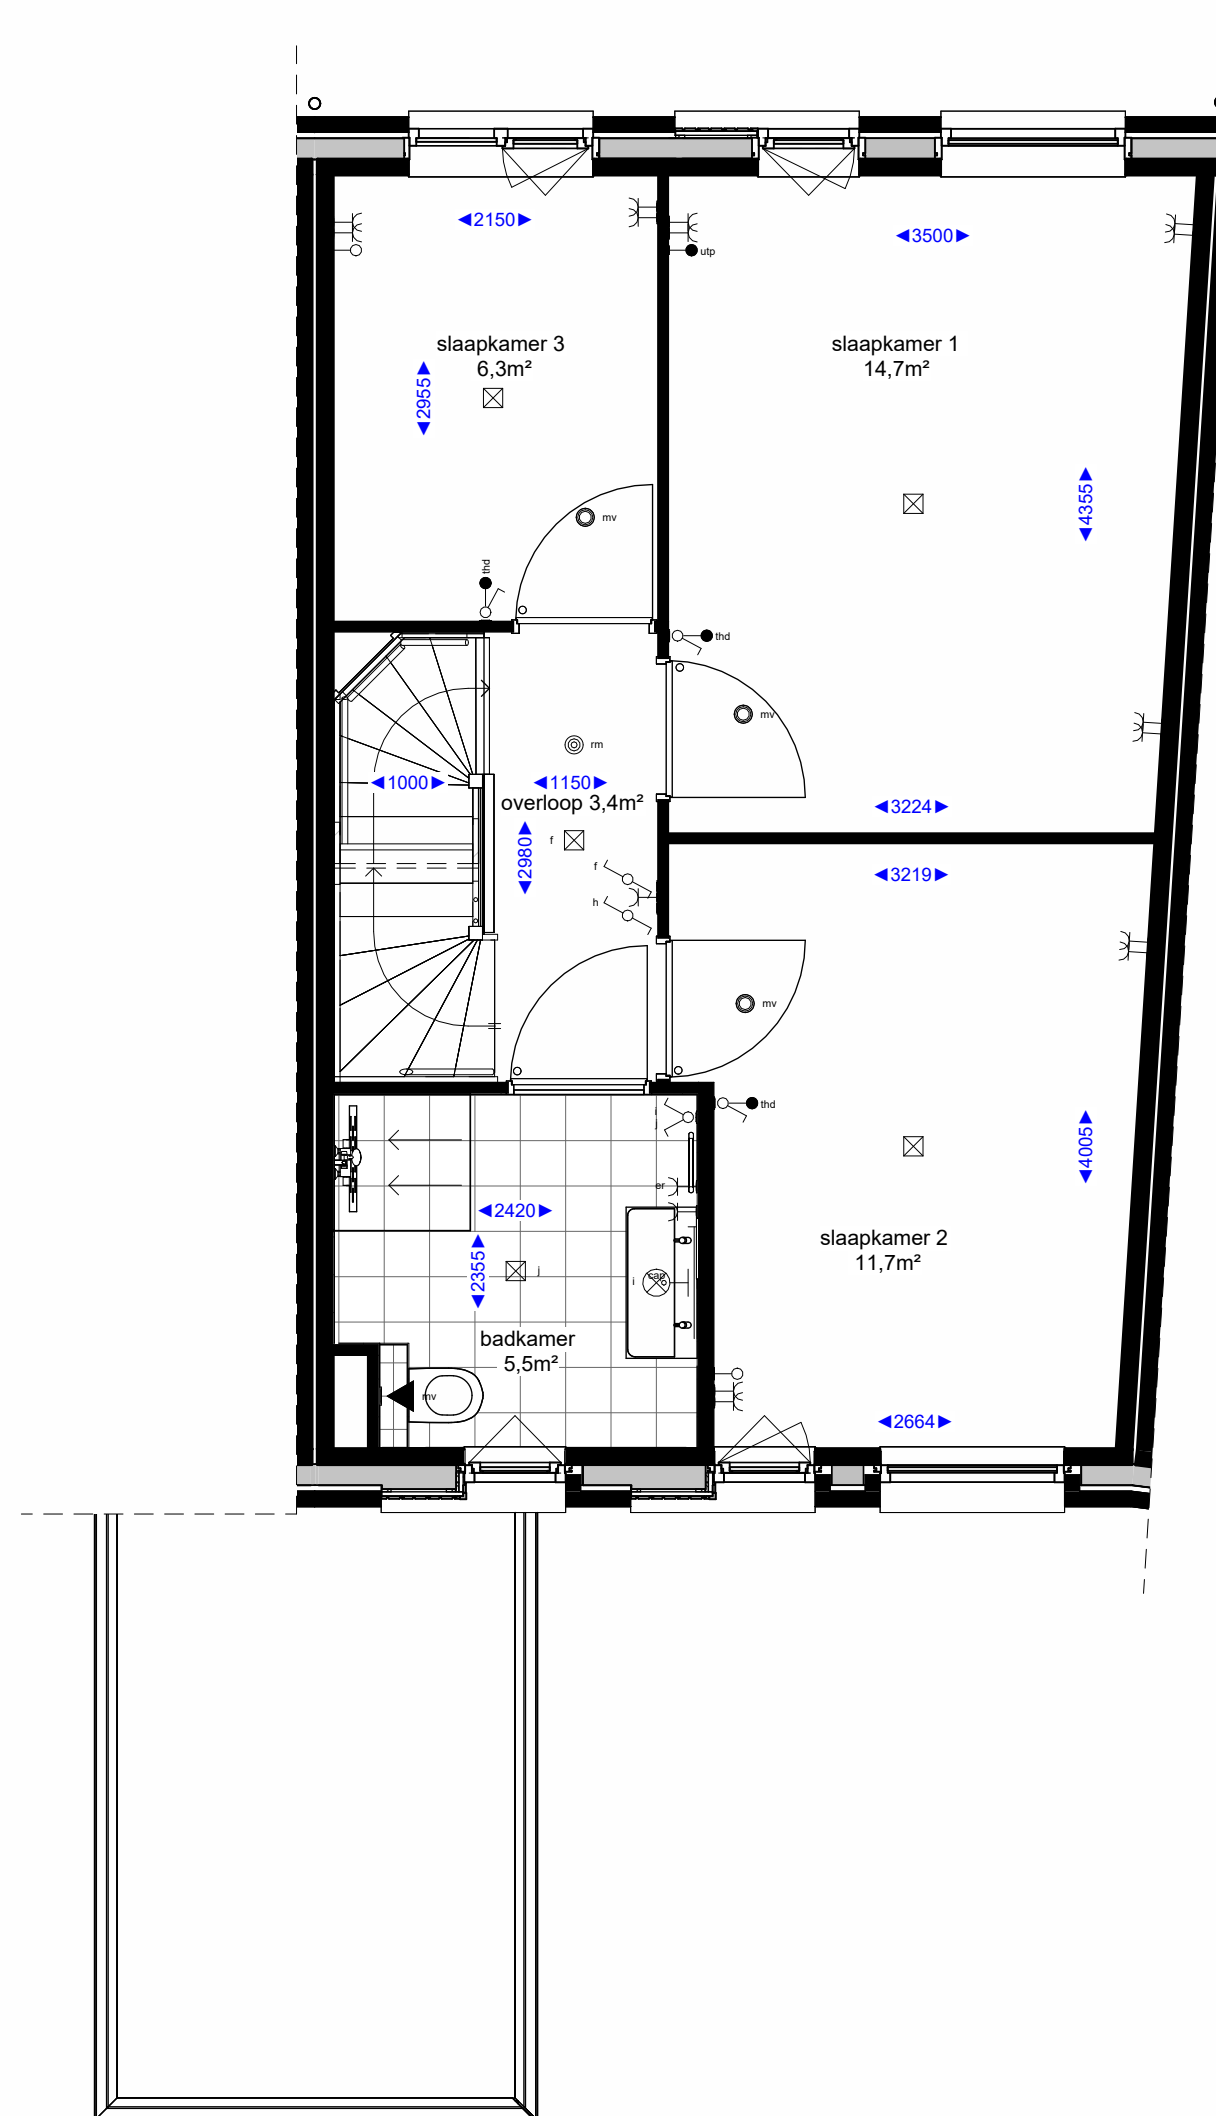 2150
3500
utp
slaapkamer 3
6,3m²
slaapkamer 1
14,7m²
2955
4355
mv
thd
thd
mv
rm
1000
1150
overloop 3,4m²
3224
f
2980
f
3219
h
mv
thd
4005
er
2420
2355
j
slaapkamer 2
11,7m²
i
cap
badkamer
5,5m²
mv
2664